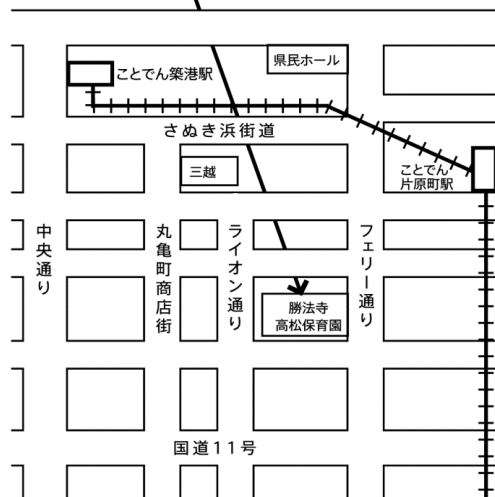 県民ホール
ことでん築港駅
さぬき浜街道
三越
ことでん
片原町駅
中央通り
丸亀町商店街
ライオン通り
フェリー通り
勝法寺
高松保育園
国道11号